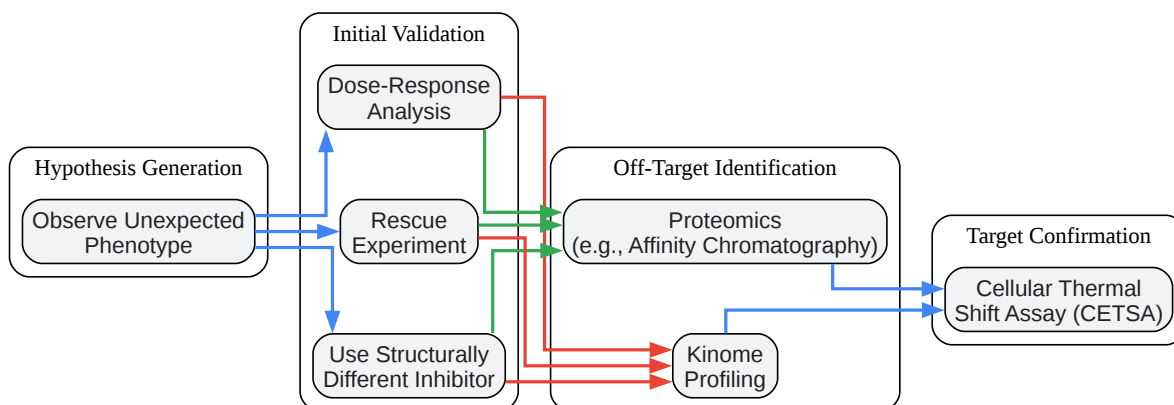 Hypothesis Generation
Observe Unexpected
Phenotype
Initial Validation
Dose-Response
Analysis
Rescue
Experiment
Use Structurally
Different Inhibitor
Off-Target Identification
Proteomics
(e.g., Affinity Chromatography)
Kinome
Profiling
Target Confirmation
Cellular Thermal
Shift Assay (CETSA)